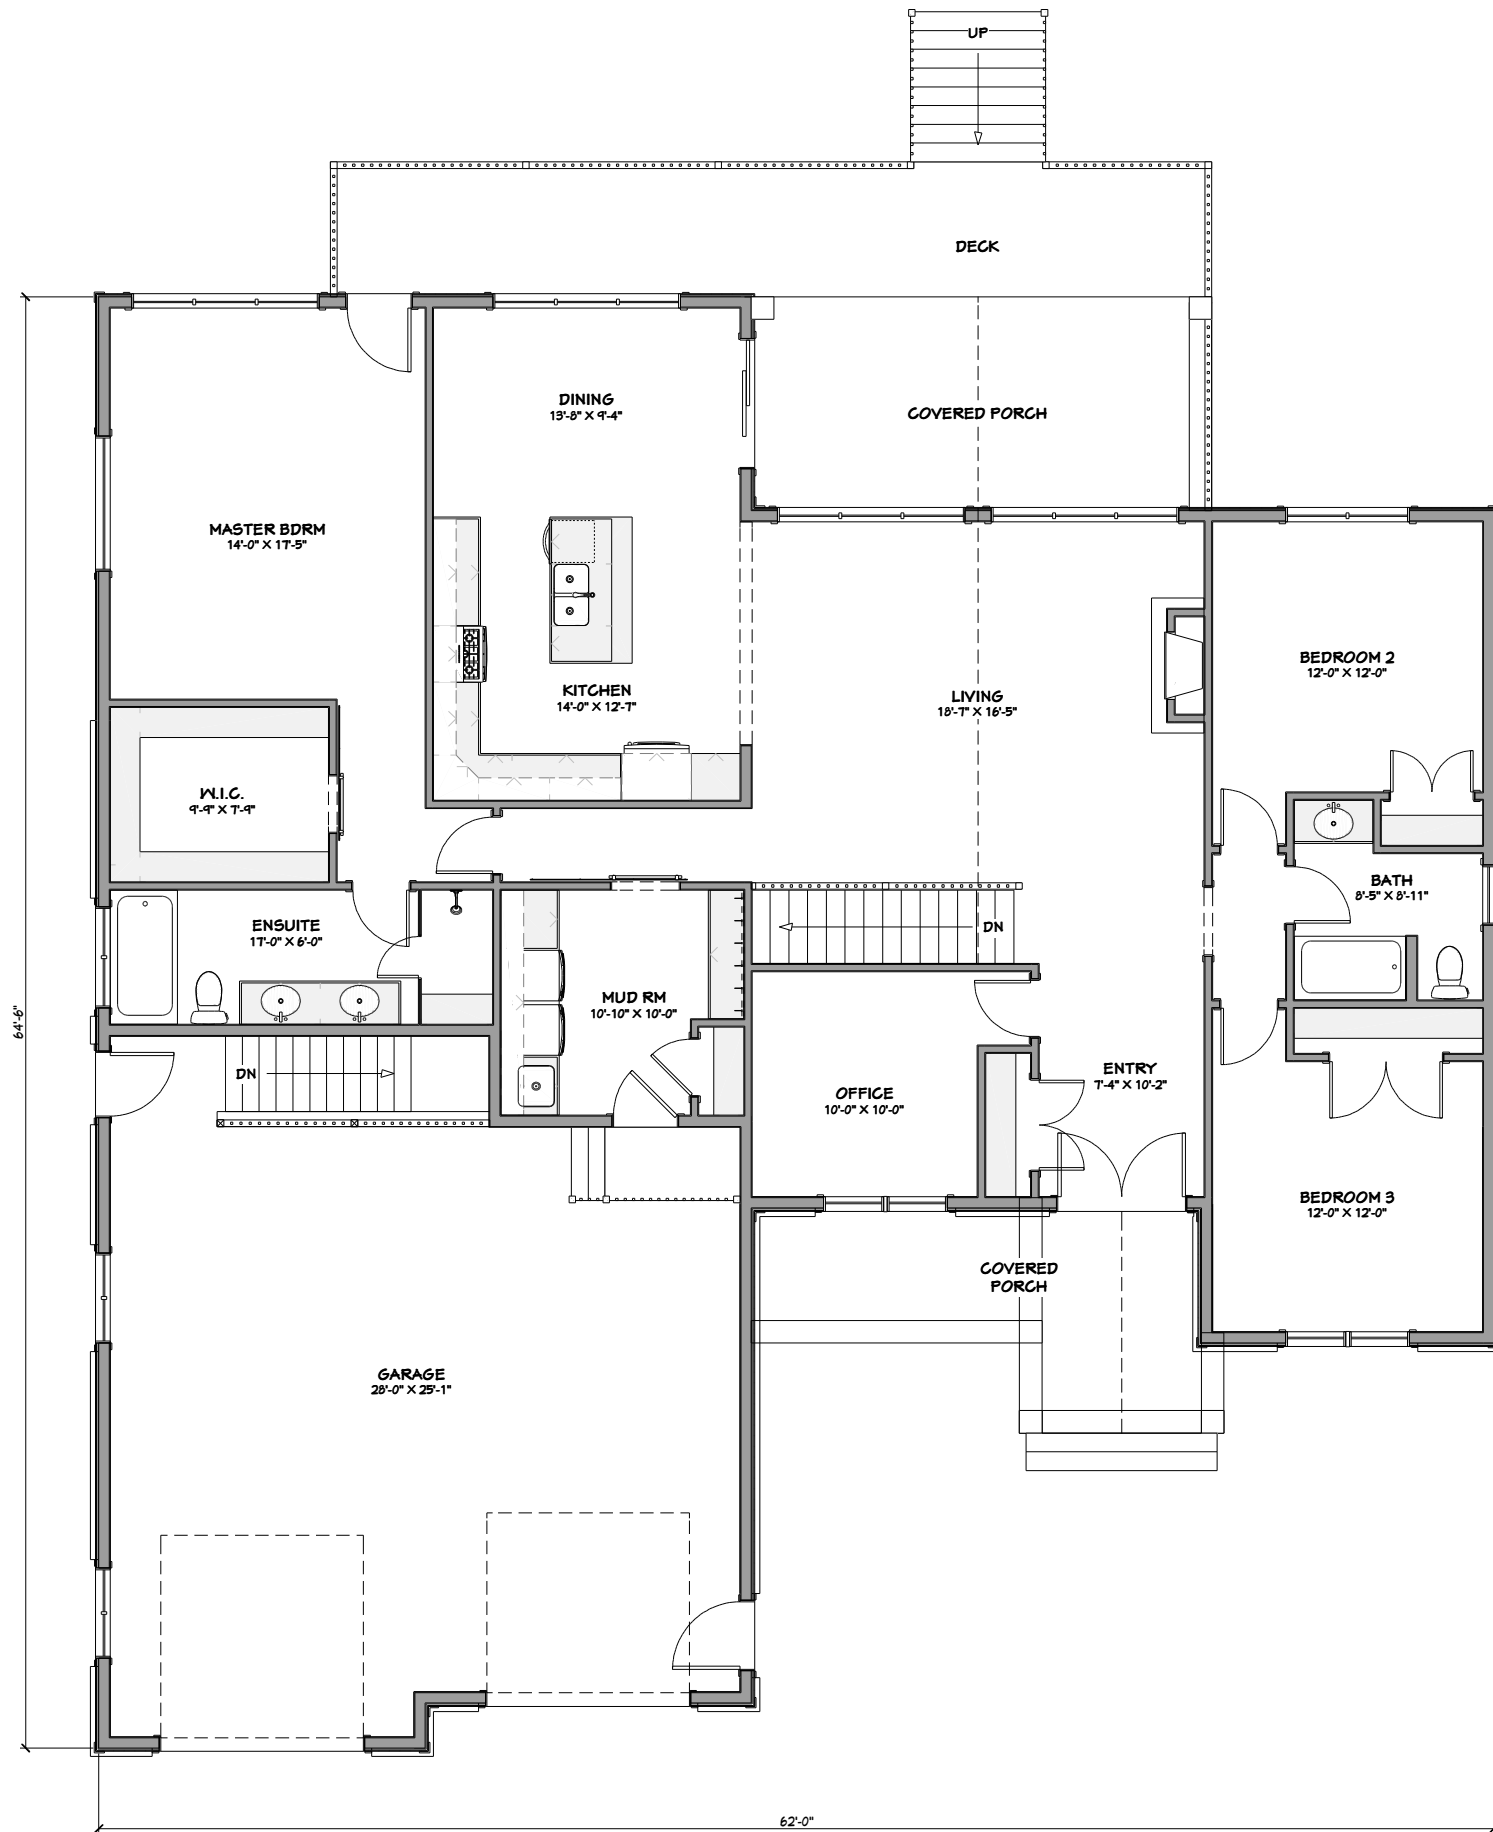 UP
DECK
DINING
13'-8" X 9'-4"
COVERED PORCH
MASTER BDRM
14'-0" X 17'-5"
BEDROOM 2
12'-0" X 12'-0"
KITCHEN
14'-0" X 12'-7"
LIVING
18'-7" X 16'-5"
W.I.C.
9'-9" X 7'-9"
BATH
8'-5" X 8'-11"
ENSUITE
17'-0" X 6'-0"
DN
MUD RM
10'-10" X 10'-0"
64'-6"
DN
ENTRY
7'-4" X 10'-2"
OFFICE
10'-0" X 10'-0"
BEDROOM 3
12'-0" X 12'-0"
COVERED
PORCH
GARAGE
28'-0" X 25'-1"
62'-0"